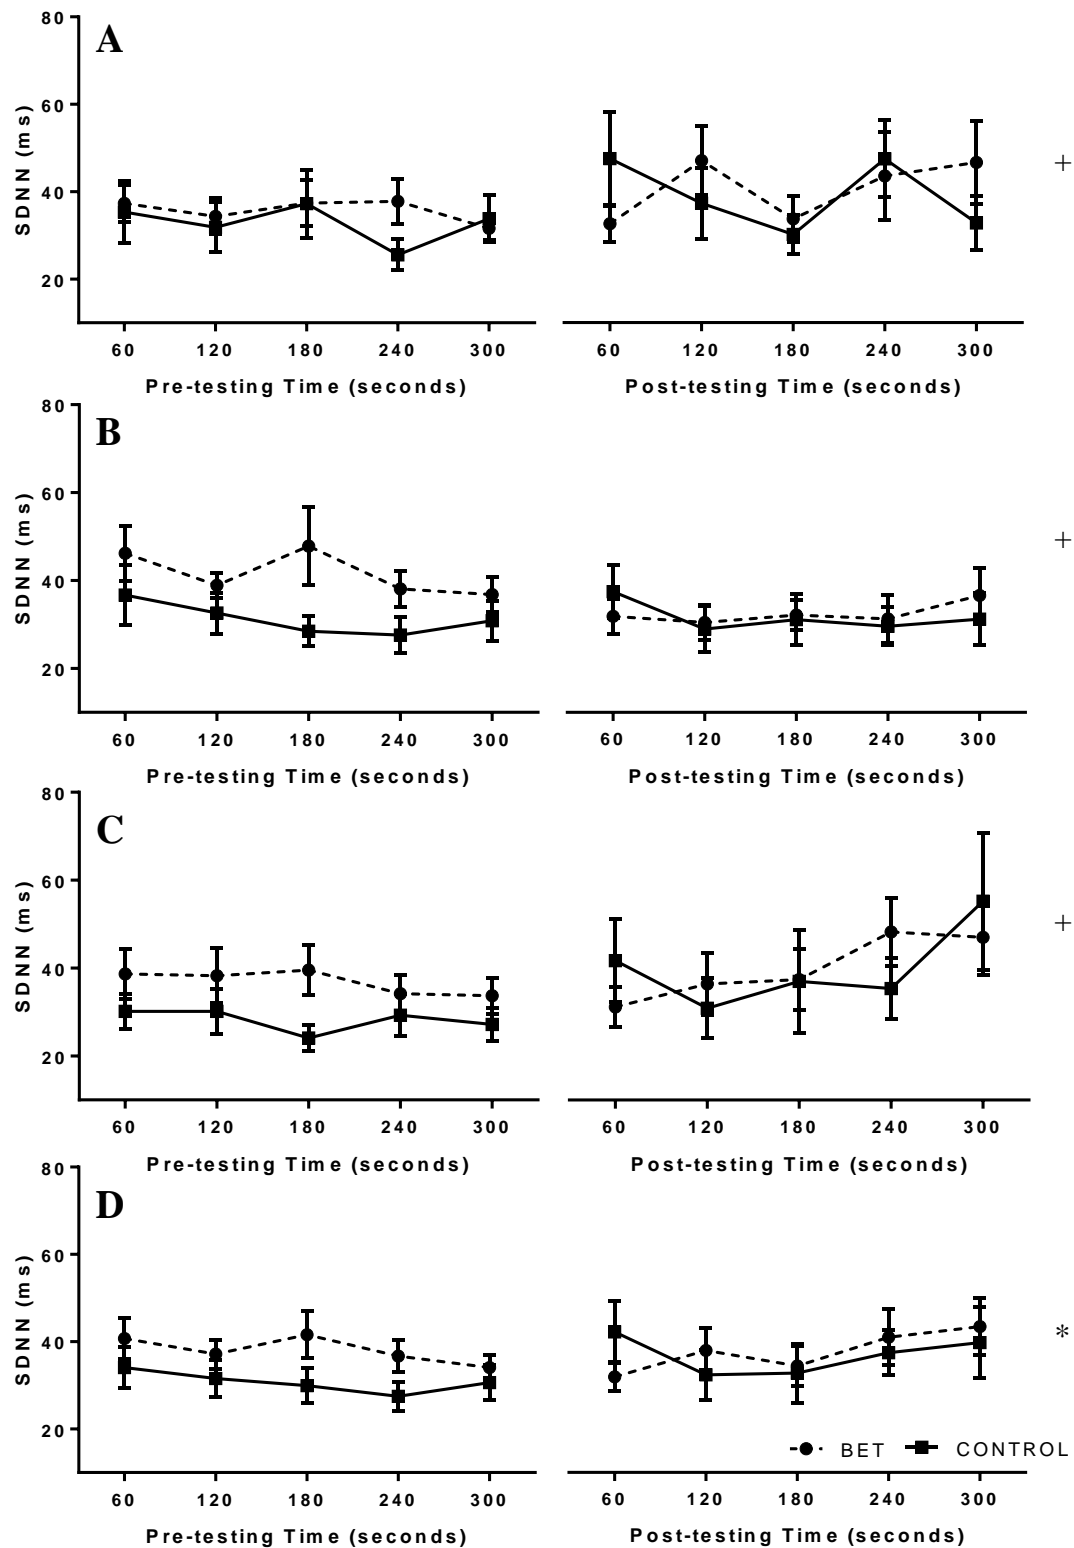 A
80
60
40
20
SDNN (ms)
60 120 180 240 300
60 120 180 240 300
Pre-testing Time (seconds)
Post-testing Time (seconds)
+
B
80
60
40
20
SDNN (ms)
60 120 180 240 300
60 120 180 240 300
Pre-testing Time (seconds)
Post-testing Time (seconds)
+
C
80
60
40
20
SDNN (ms)
60 120 180 240 300
60 120 180 240 300
Pre-testing Time (seconds)
Post-testing Time (seconds)
+
D
80
60
40
20
SDNN (ms)
*
BET CONTROL
60 120 180 240 300
60 120 180 240 300
Pre-testing Time (seconds)
Post-testing Time (seconds)